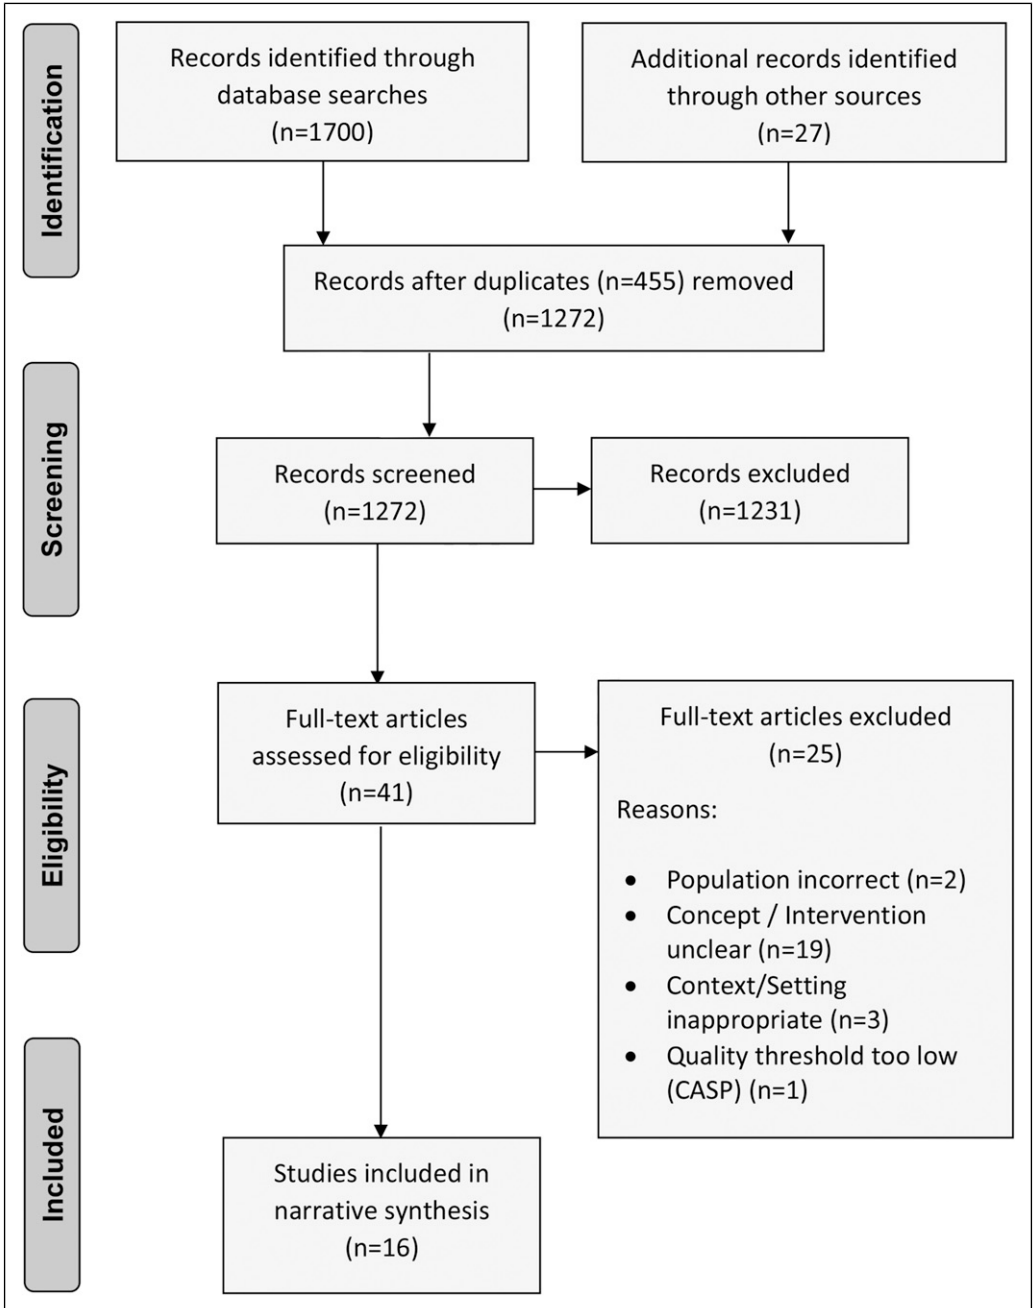 Identification
Records identified through
database searches
(n=1700)
Additional records identified
through other sources
(n=27)
Records after duplicates (n=455) removed
(n=1272)
Screening
Records screened
(n=1272)
Records excluded
(n=1231)
Eligibility
Full-text articles
assessed for eligibility
(n=41)
Full-text articles excluded
(n=25)
Reasons:
• Population incorrect (n=2)
• Concept / Intervention
unclear (n=19)
• Context/Setting
inappropriate (n=3)
• Quality threshold too low
(CASP) (n=1)
Included
Studies included in
narrative synthesis
(n=16)